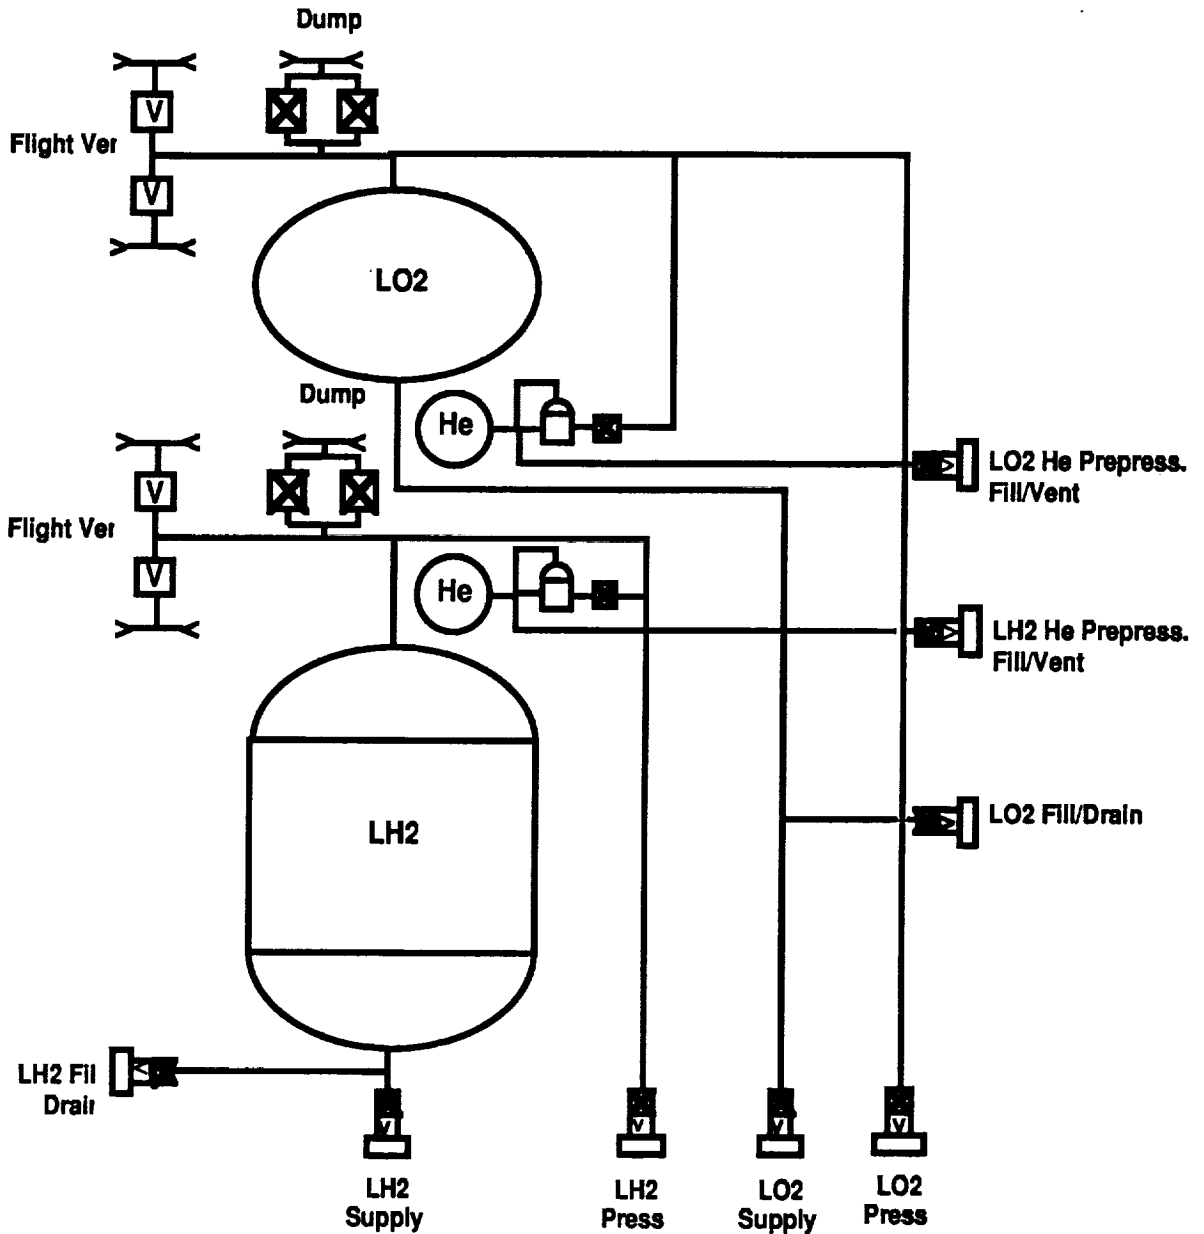 Dump
V
Flight Ver
V
LO2
Dump
He
LO2 He Prepress.
Fill/Vent
V
V
Flight Ver
V
He
V
LH2 He Prepress.
Fill/Vent
LH2
LO2 Fill/Drain
V
LH2 Fil
Drair
V
V
V
V
V
LH2
Supply
LH2
Press
LO2
Supply
LO2
Press